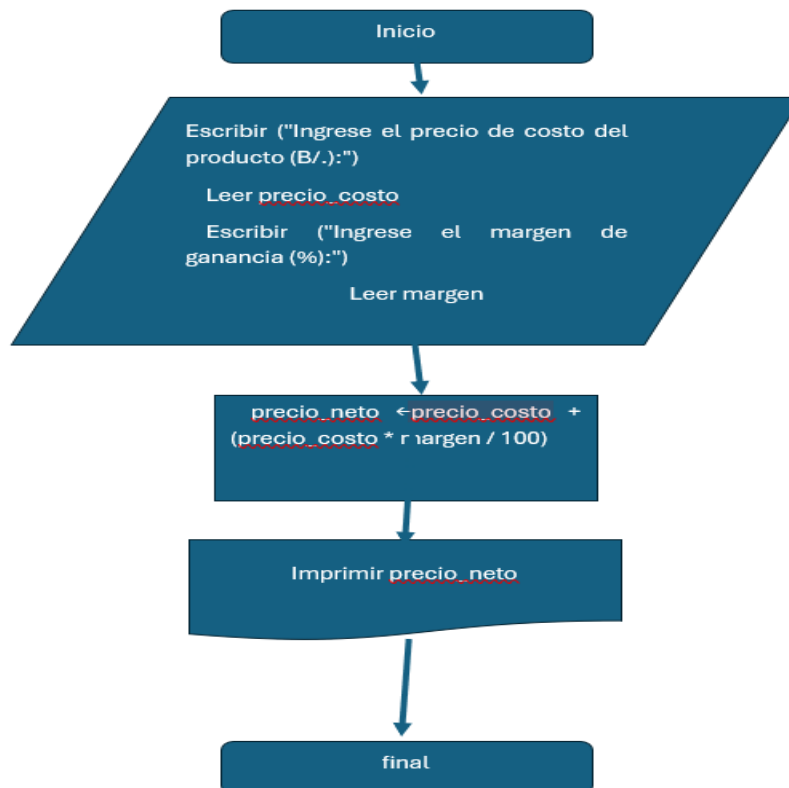 Inicio
Escribir ("Ingrese el precio de costo del
producto (B/.):")
Leer precio_costo
Escribir ("Ingrese el margen de
ganancia (%):")
Leer margen
precio_neto ←precio_costo +
(precio_costo * margen / 100)
Imprimir precio_neto
final